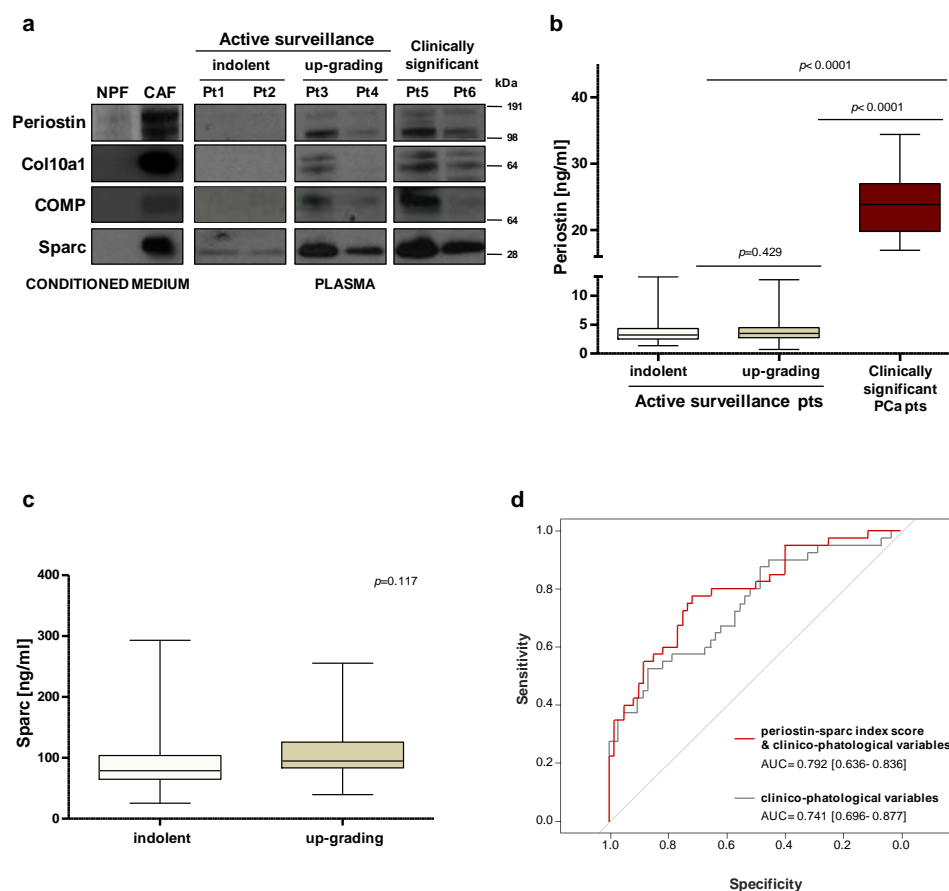 a
Active surveillance
Clinically
significant
indolent
up-grading
NPF CAF Pt1 Pt2 Pt3 Pt4 Pt5 Pt6 kDa
Periostin
191
98
Col10a1
64
COMP
64
Sparc
28
CONDITIONED MEDIUM
PLASMA
b
p< 0.0001
p< 0.0001
p=0.429
Periostin [ng/ml]
40
30
20
10
5
0
indolent
up-grading
Active surveillance pts
Clinically
significant
PCa pts
c
p=0.117
Sparc [ng/ml]
400
300
200
100
0
indolent
up-grading
d
Sensitivity
1.0
0.8
0.6
0.4
0.2
0.0
periostin-sparc index score
& clinico-phatological variables
AUC= 0.792 [0.636- 0.836]
clinico-phatological variables
AUC= 0.741 [0.696- 0.877]
1.0 0.8 0.6 0.4 0.2 0.0
Specificity